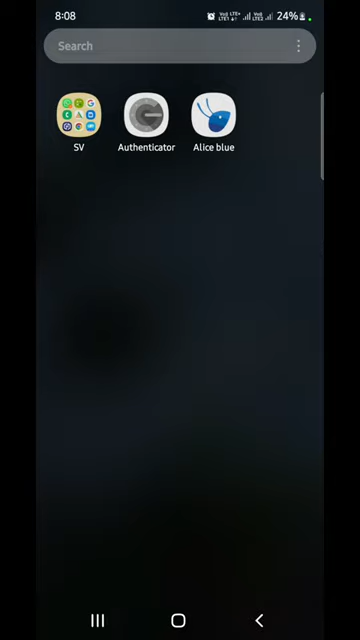 8:08
24%
Search
SV
Authenticator
Alice blue